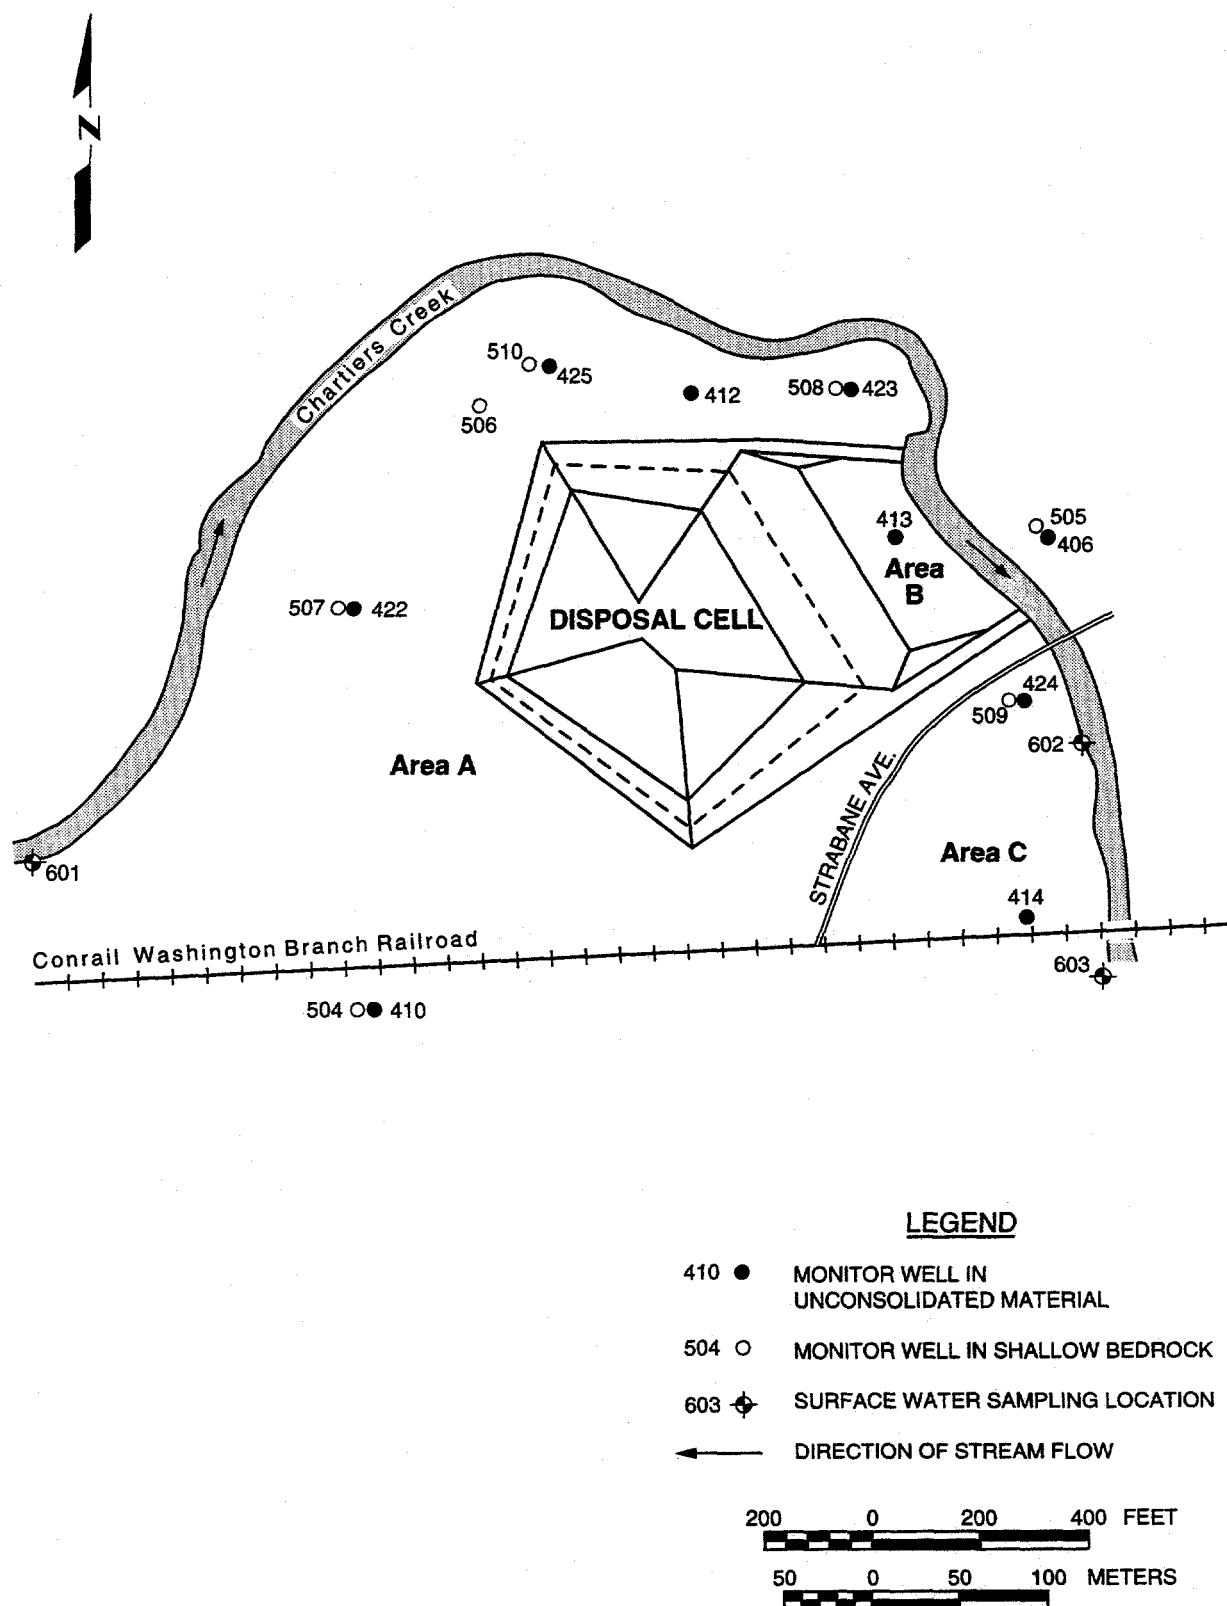 N
Chartiers Creek
510
425
412
508
423
506
505
406
413
Area
B
507
422
DISPOSAL CELL
424
509
602
Area A
STRABANE AVE.
Area C
601
414
Conrail Washington Branch Railroad
603
504
410
LEGEND
410
MONITOR WELL IN
UNCONSOLIDATED MATERIAL
504
MONITOR WELL IN SHALLOW BEDROCK
603
SURFACE WATER SAMPLING LOCATION
DIRECTION OF STREAM FLOW
200 0 200 400 FEET
50 0 50 100 METERS